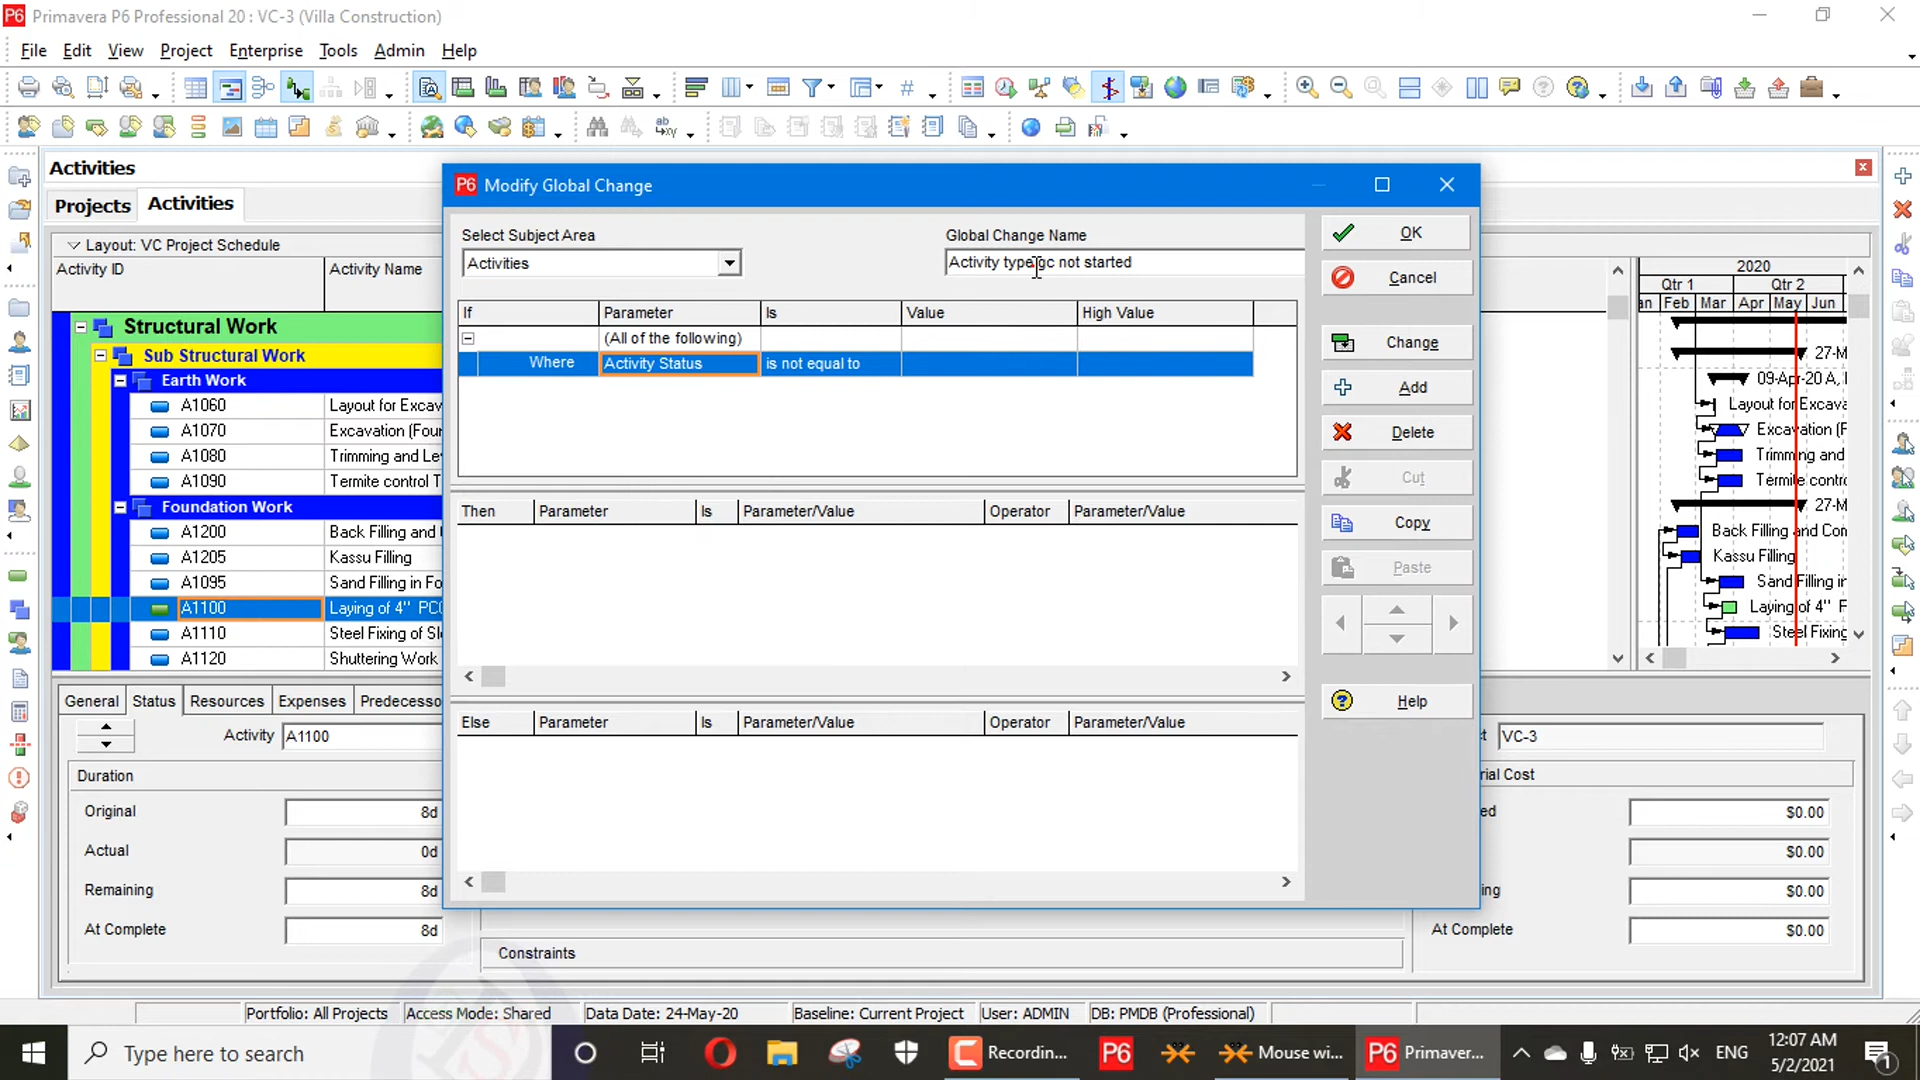 Primavera P6 Professional 20 : VC-3 (Villa Construction)
File Edit View Project Enterprise Tools Admin Help
Activities
Projects Activities
Layout: VC Project Schedule
Activity ID Activity Name
Structural Work
Sub Structural Work
Earth Work
A1060 Layout for Excav
A1070 Excavation (Four
A1080 Trimming and Le
A1090 Termite control T
Foundation Work
A1200 Back Filling and
A1205 Kassu Filling
A1095 Sand Filling in Fo
A1100 Laying of 4" PC
A1110 Steel Fixing of Sl
A1120 Shuttering Work
2020
Qtr 1 Qtr 2
Feb Mar Apr May Jun
27-M
09-Apr-20 A,
Layout for Excava
Excavation (F
Trimming and
Termite contro
27-M
Back Filling and Con
Kassu Filling
Sand Filling in
Laying of 4" F
Steel Fixing
Modify Global Change
Select Subject Area
Activities
Global Change Name
Activity type gc not started
If Parameter Is Value High Value
(All of the following)
Where Activity Status is not equal to
Then Parameter Is Parameter/Value Operator Parameter/Value
Else Parameter Is Parameter/Value Operator Parameter/Value
OK
Cancel
Change
Add
Delete
Cut
Copy
Paste
Help
General Status Resources Expenses Predecesso
Activity A1100
VC-3
Duration
Original 8d
Actual 0d
Remaining 8d
At Complete 8d
Constraints
rial Cost
ed $0.00
$0.00
ing $0.00
At Complete $0.00
Portfolio: All Projects Access Mode: Shared Data Date: 24-May-20 Baseline: Current Project User: ADMIN DB: PMDB (Professional)
Type here to search
Recordin...
Mouse wi...
Primaver...
ENG
12:07 AM
5/2/2021